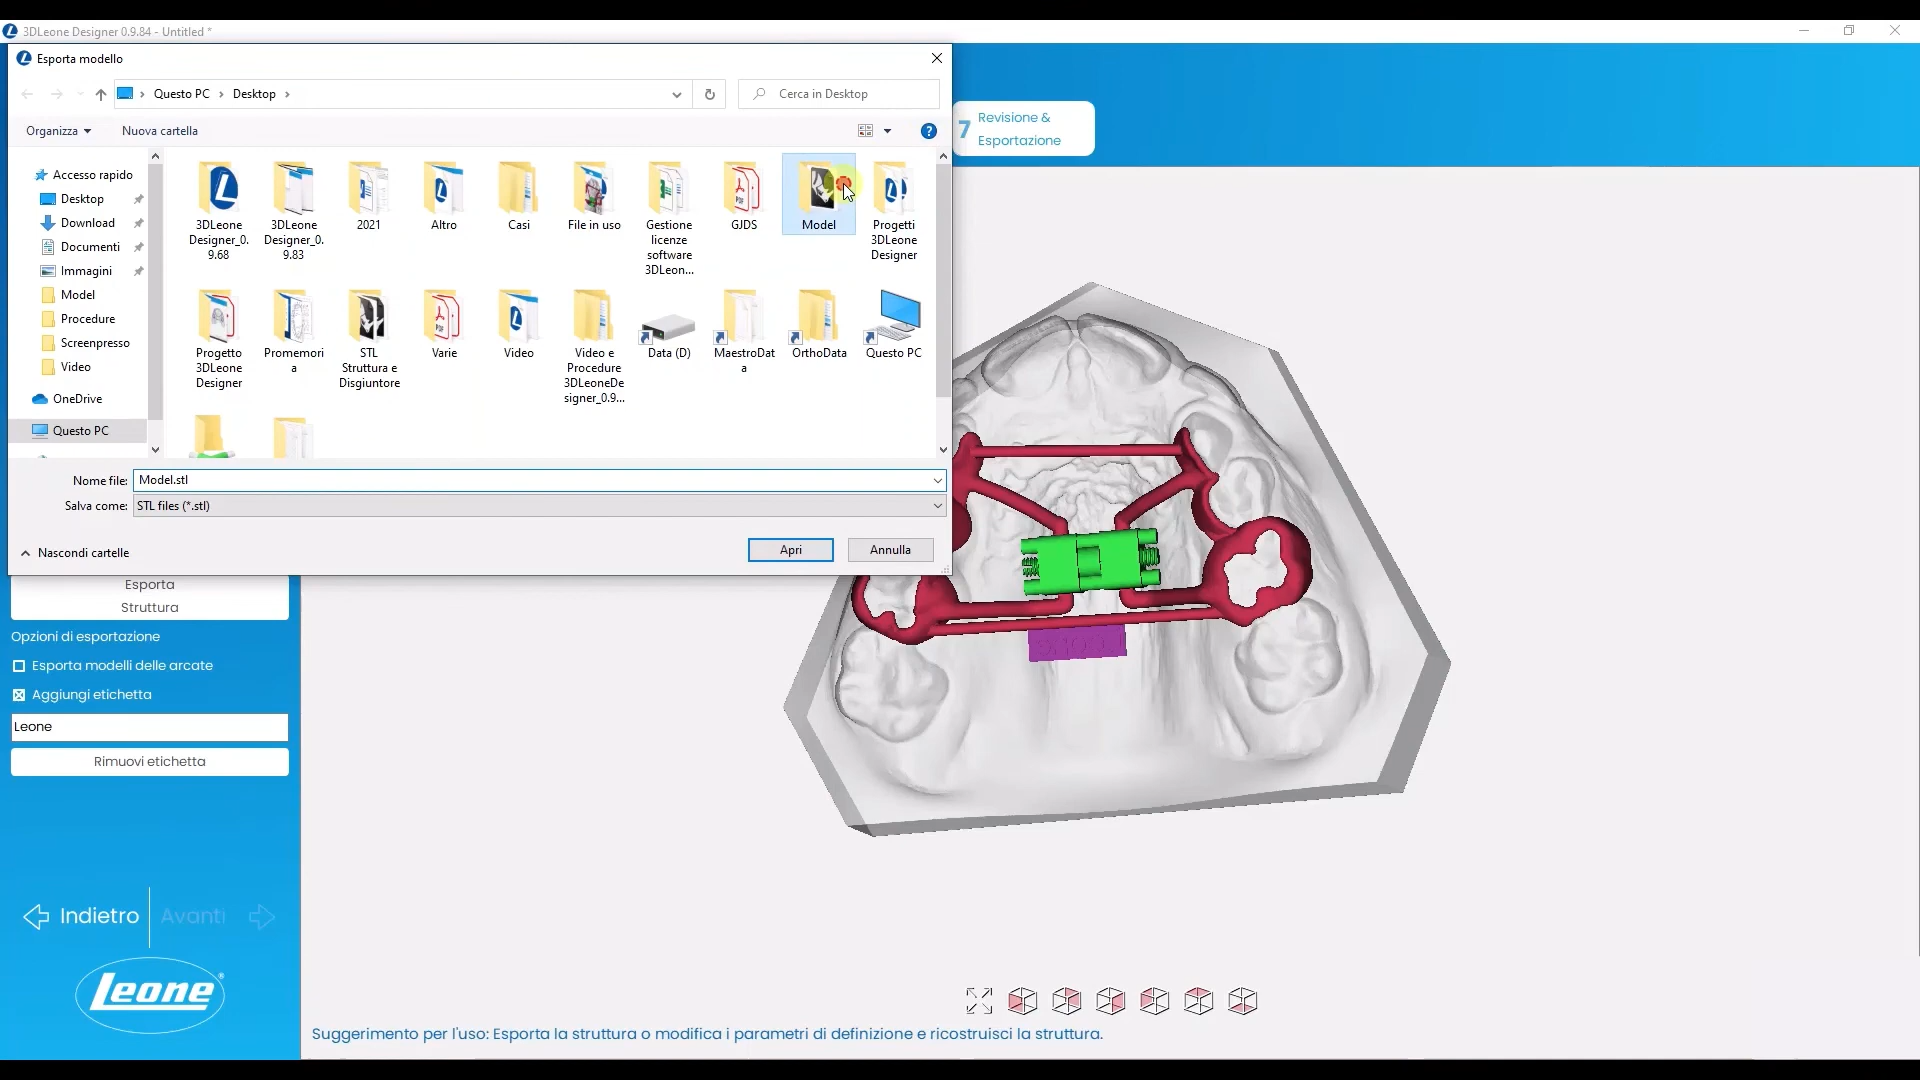 3DLeone Designer 0.9.84 - Untitled *
Esporta modello
Questo PC
Desktop
Cerca in Desktop
Organizza
Nuova cartella
7
Revisione &
Esportazione
Accesso rapido
Desktop
Download
Documenti
Immagini
Model
Procedure
Screenpresso
Video
OneDrive
Questo PC
3DLeone
Designer_0.
9.68
3DLeone
Designer_0.
9.83
2021
Altro
Casi
File in uso
Gestione
licenze
software
3DLeon...
GJDS
Model
Progetti
3DLeone
Designer
Progetto
3DLeone
Designer
Promemori
a
STL
Struttura e
Disgiuntore
Varie
Video
Video e
Procedure
3DLeoneDe
signer_0.9...
Data (D)
MaestroDat
a
OrthoData
Questo PC
Nome file:
Model.stl
Salva come:
STL files (*.stl)
Nascondi cartelle
Apri
Annulla
Esporta
Struttura
Opzioni di esportazione
Esporta modelli delle arcate
Aggiungi etichetta
Leone
Rimuovi etichetta
Indietro
Avanti
Leone®
Suggerimento per l'uso: Esporta la struttura o modifica i parametri di definizione e ricostruisci la struttura.